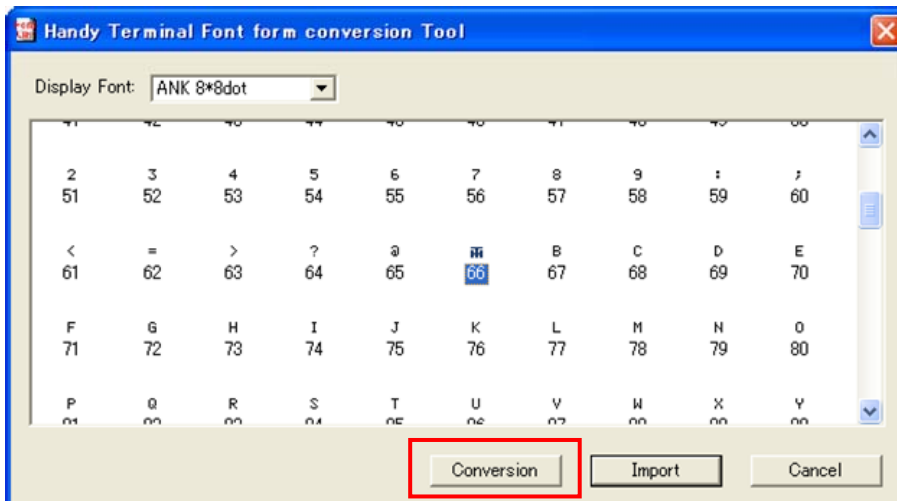 Handy Terminal Font form conversion Tool
Display Font: ANK 8*8dot
2 3 4 5 6 7 8 9 : ;
51 52 53 54 55 56 57 58 59 60
< = > ? @ B C D E
61 62 63 64 65 66 67 68 69 70
F G H I J K L M N O
71 72 73 74 75 76 77 78 79 80
P Q R S T U V W X Y
Conversion Import Cancel